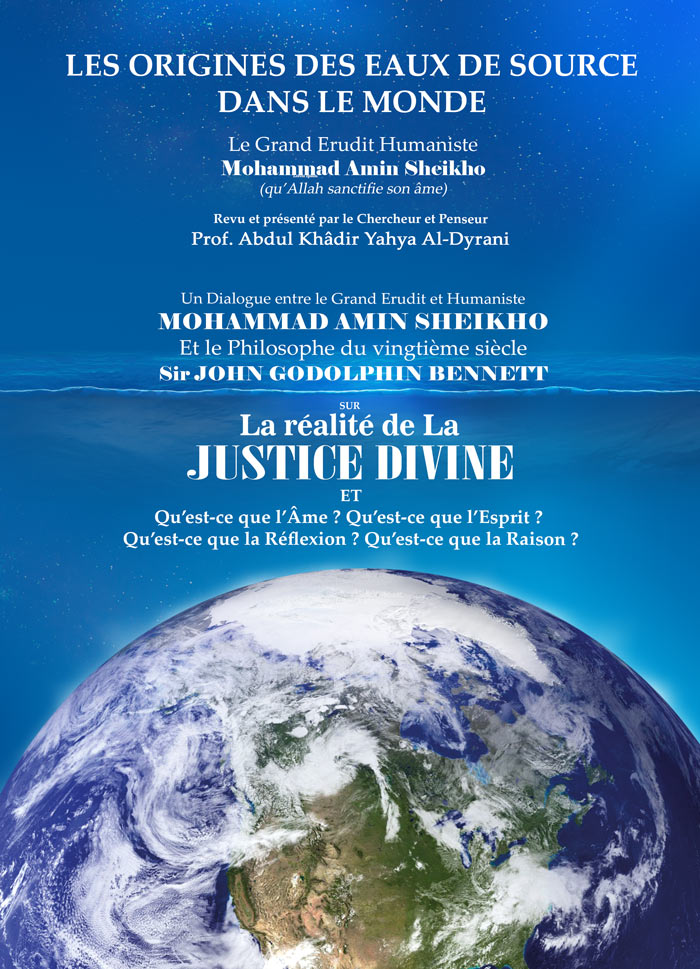 LES ORIGINES DES EAUX DE SOURCE
DANS LE MONDE
Le Grand Erudit Humaniste
Mohammad Amin Sheikho
(qu’Allah sanctifie son âme)
Revu et présenté par le Chercheur et Penseur
Prof. Abdul Khâdir Yahya Al-Dyrani
Un Dialogue entre le Grand Erudit et Humaniste
MOHAMMAD AMIN SHEIKHO
Et le Philosophe du vingtième siècle
Sir JOHN GODOLPHIN BENNETT
SUR
La réalité de La
JUSTICE DIVINE
ET
Qu’est-ce que l’Âme ? Qu’est-ce que l’Esprit ?
Qu’est-ce que la Réflexion ? Qu’est-ce que la Raison ?